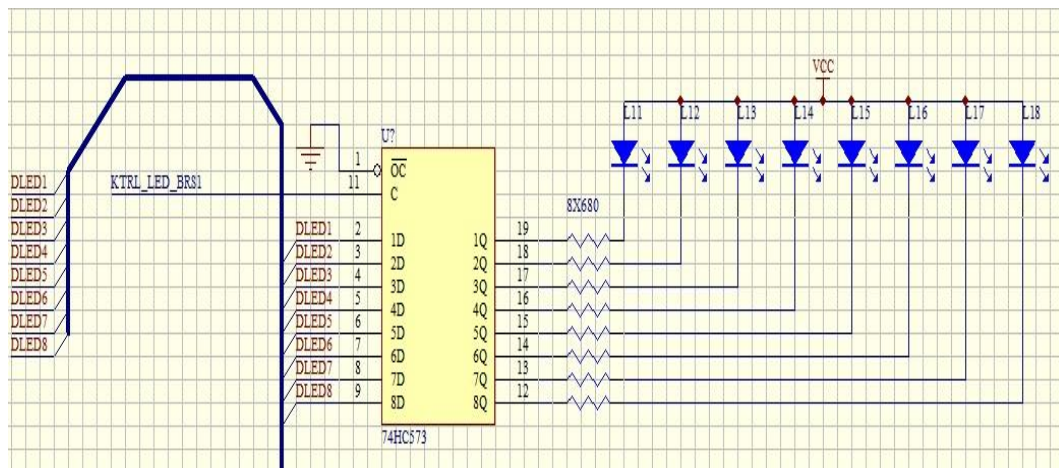 VCC
L11 L12 L13 L14 L15 L16 L17 L18
U?
1 OC
KTRL_LED_BR81 11 C
8X680
DLED1
DLED2
DLED3
DLED4
DLED5
DLED6
DLED7
DLED8
DLED1 2 1D 1Q 19
DLED2 3 2D 2Q 18
DLED3 4 3D 3Q 17
DLED4 5 4D 4Q 16
DLED5 6 5D 5Q 15
DLED6 7 6D 6Q 14
DLED7 8 7D 7Q 13
DLED8 9 8D 8Q 12
74HC573